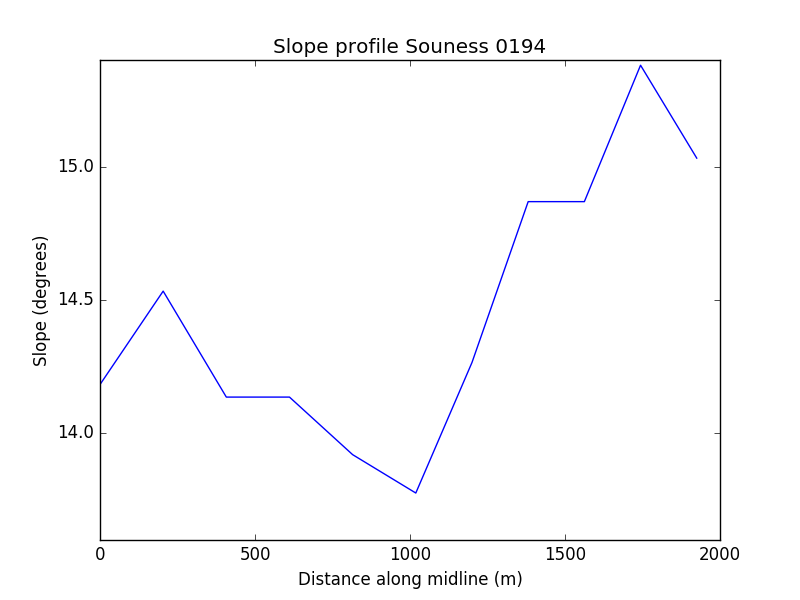 Slope profile Souness 0194
15.0
14.5
14.0
Slope (degrees)
0 500 1000 1500 2000
Distance along midline (m)